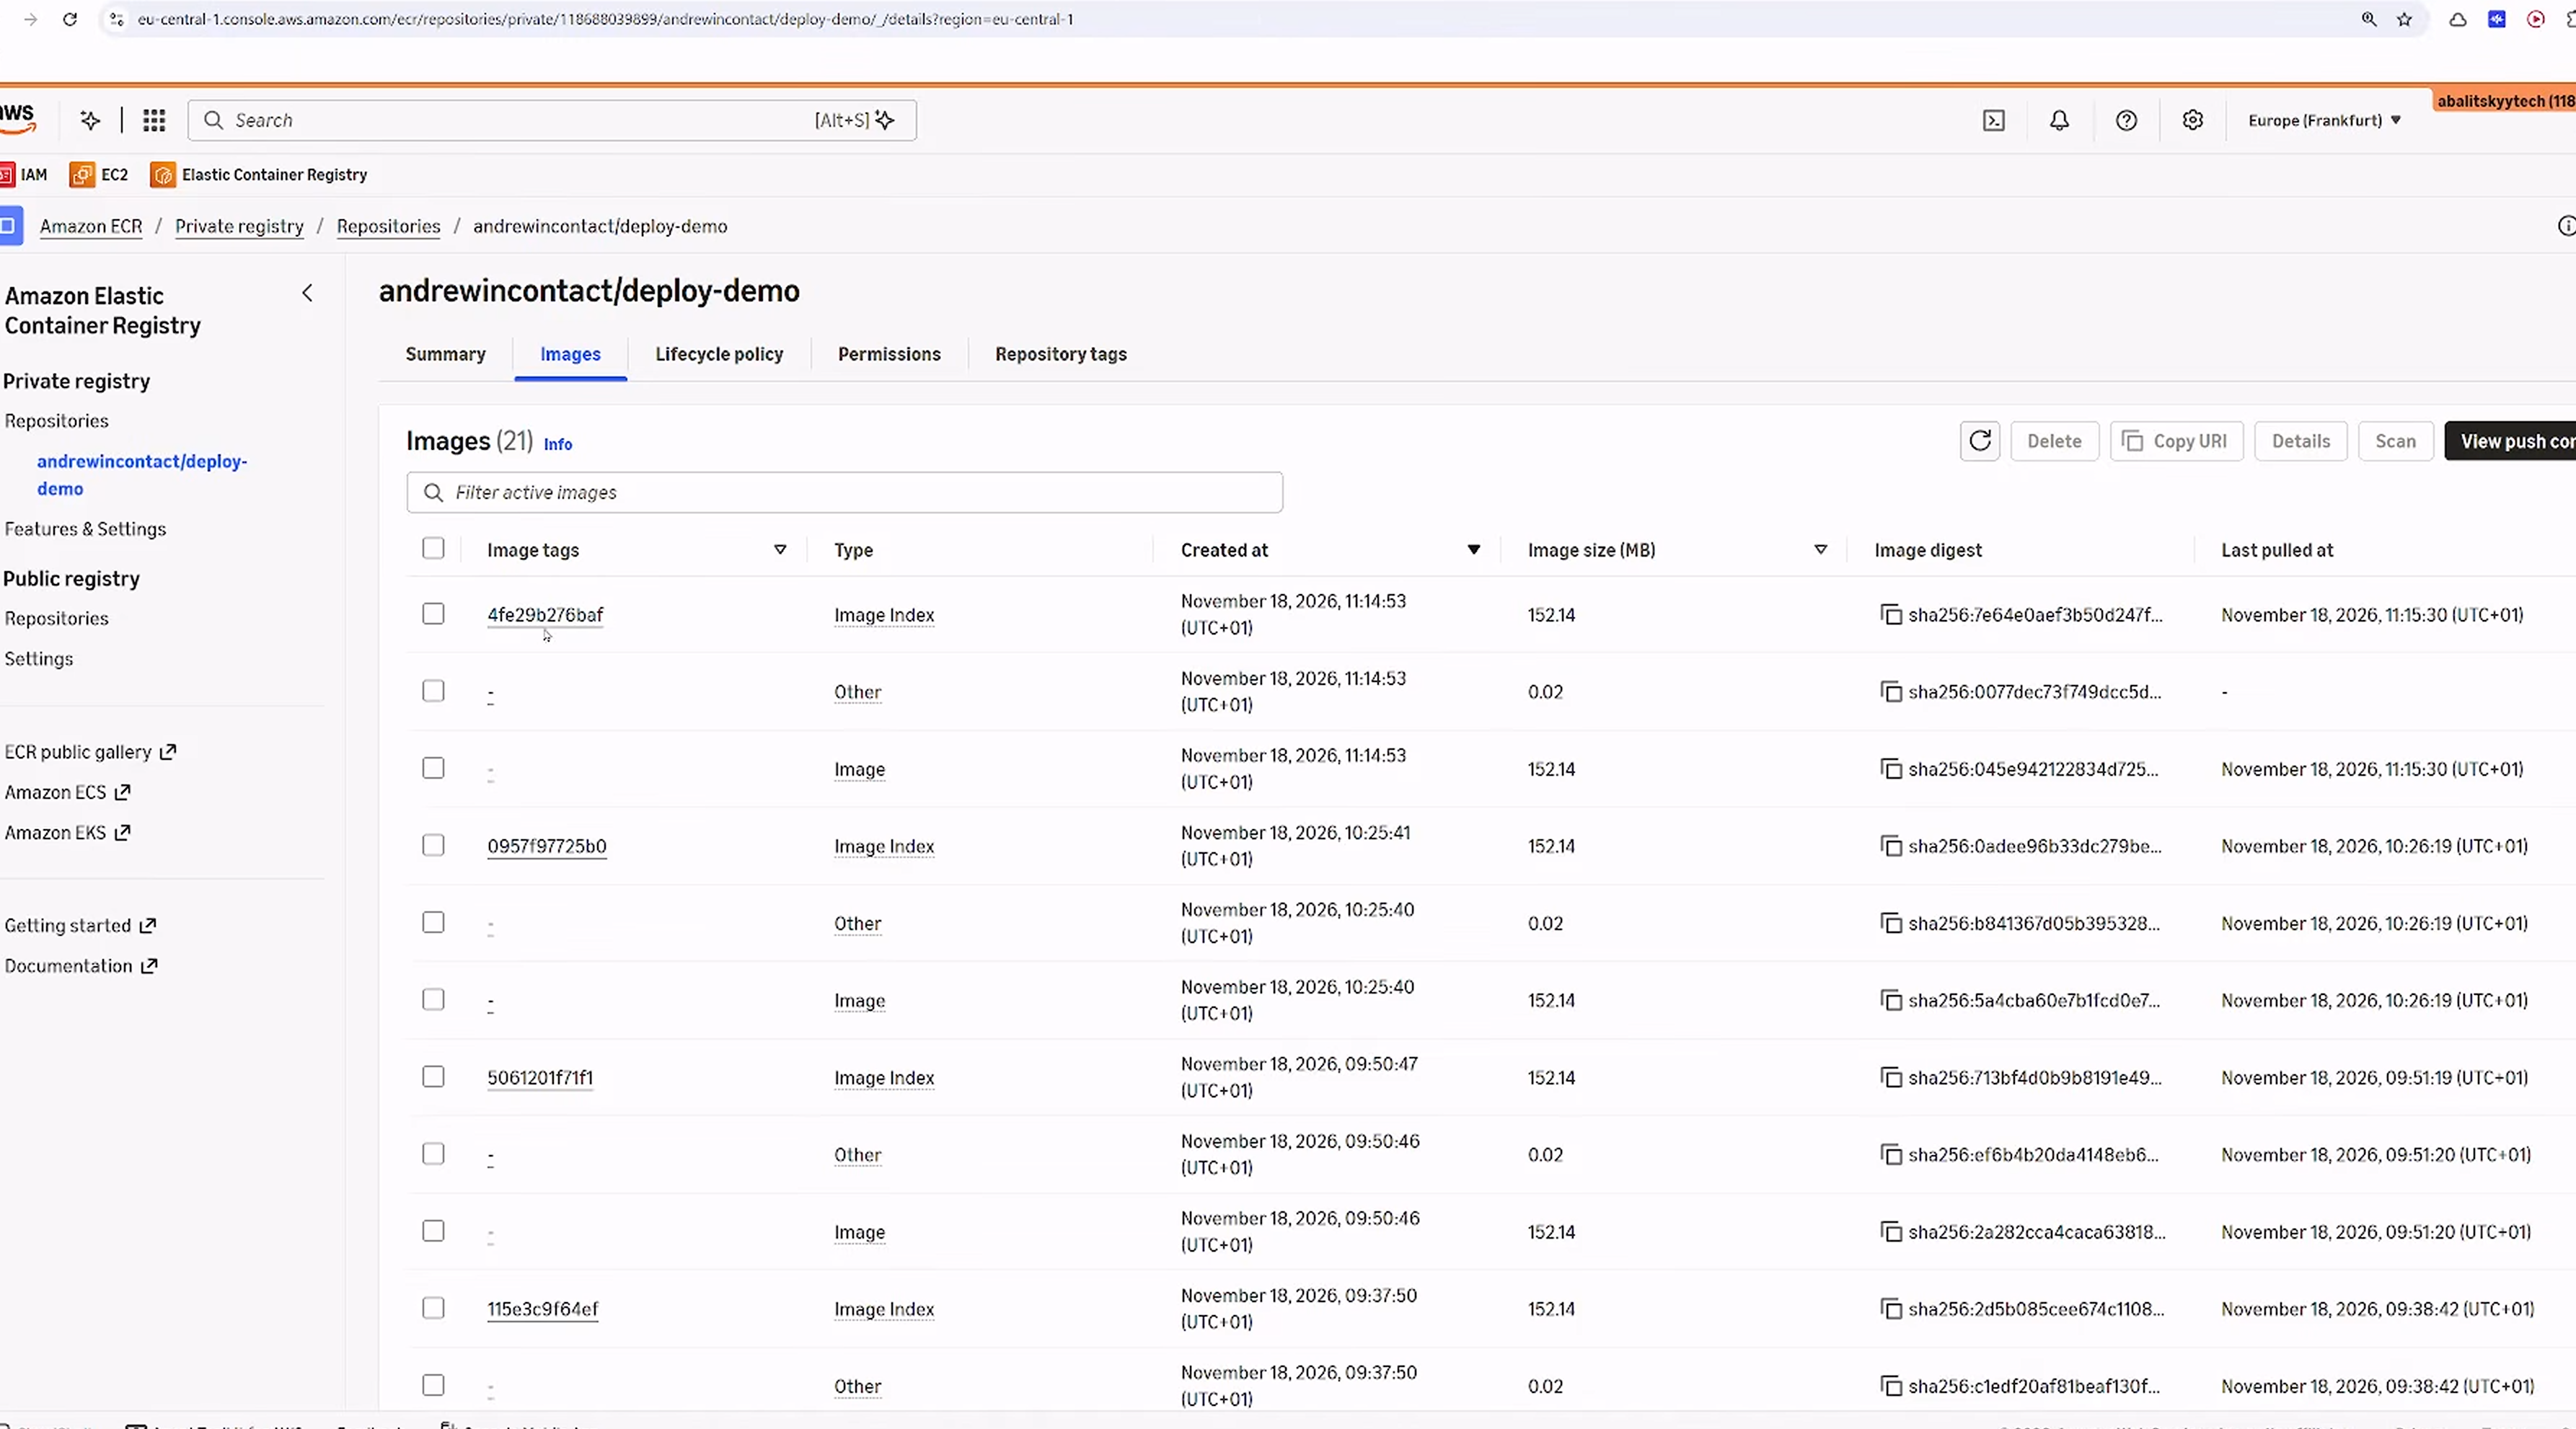 eu-central-1.console.aws.amazon.com/ecr/repositories/private/118688039899/andrewincontact/deploy-demo/_/details?region=eu-central-1
abalitskyytech (118
aws
Search [Alt+S]
Europe (Frankfurt)
IAM EC2 Elastic Container Registry
Amazon ECR / Private registry / Repositories / andrewincontact/deploy-demo
Amazon Elastic
Container Registry
Private registry
Repositories
andrewincontact/deploy-
demo
Features & Settings
Public registry
Repositories
Settings
ECR public gallery
Amazon ECS
Amazon EKS
Getting started
Documentation
andrewincontact/deploy-demo
Summary Images Lifecycle policy Permissions Repository tags
Images (21) Info
Delete Copy URI Details Scan View push con
Filter active images
Image tags Type Created at Image size (MB) Image digest Last pulled at
4fe29b276baf Image Index November 18, 2026, 11:14:53 (UTC+01) 152.14 sha256:7e64e0aef3b50d247f... November 18, 2026, 11:15:30 (UTC+01)
- Other November 18, 2026, 11:14:53 (UTC+01) 0.02 sha256:0077dec73f749dcc5d... -
- Image November 18, 2026, 11:14:53 (UTC+01) 152.14 sha256:045e942122834d725... November 18, 2026, 11:15:30 (UTC+01)
0957f97725b0 Image Index November 18, 2026, 10:25:41 (UTC+01) 152.14 sha256:0adee96b33dc279be... November 18, 2026, 10:26:19 (UTC+01)
- Other November 18, 2026, 10:25:40 (UTC+01) 0.02 sha256:b841367d05b395328... November 18, 2026, 10:26:19 (UTC+01)
- Image November 18, 2026, 10:25:40 (UTC+01) 152.14 sha256:5a4cba60e7b1fcd0e7... November 18, 2026, 10:26:19 (UTC+01)
5061201f71f1 Image Index November 18, 2026, 09:50:47 (UTC+01) 152.14 sha256:713bf4d0b9b8191e49... November 18, 2026, 09:51:19 (UTC+01)
- Other November 18, 2026, 09:50:46 (UTC+01) 0.02 sha256:ef6b4b20da4148eb6... November 18, 2026, 09:51:20 (UTC+01)
- Image November 18, 2026, 09:50:46 (UTC+01) 152.14 sha256:2a282cca4caca63818... November 18, 2026, 09:51:20 (UTC+01)
115e3c9f64ef Image Index November 18, 2026, 09:37:50 (UTC+01) 152.14 sha256:2d5b085cee674c1108... November 18, 2026, 09:38:42 (UTC+01)
- Other November 18, 2026, 09:37:50 (UTC+01) 0.02 sha256:c1edf20af81beaf130f... November 18, 2026, 09:38:42 (UTC+01)